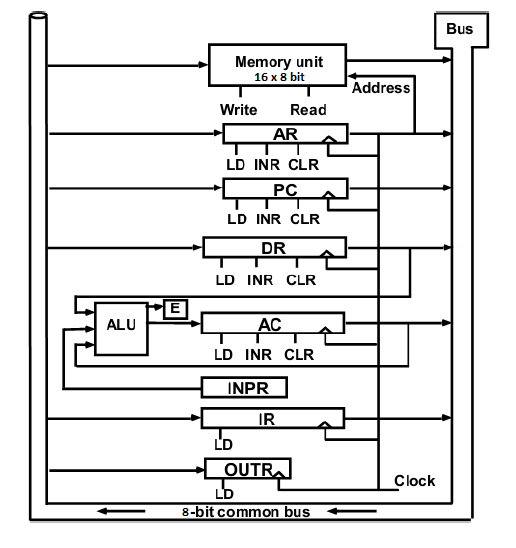 Bus
Memory unit
16 x 8 bit
Address
Write Read
AR
LD INR CLR
PC
LD INR CLR
DR
LD INR CLR
E
ALU
AC
LD INR CLR
INPR
IR
LD
OUTR
Clock
LD
8-bit common bus